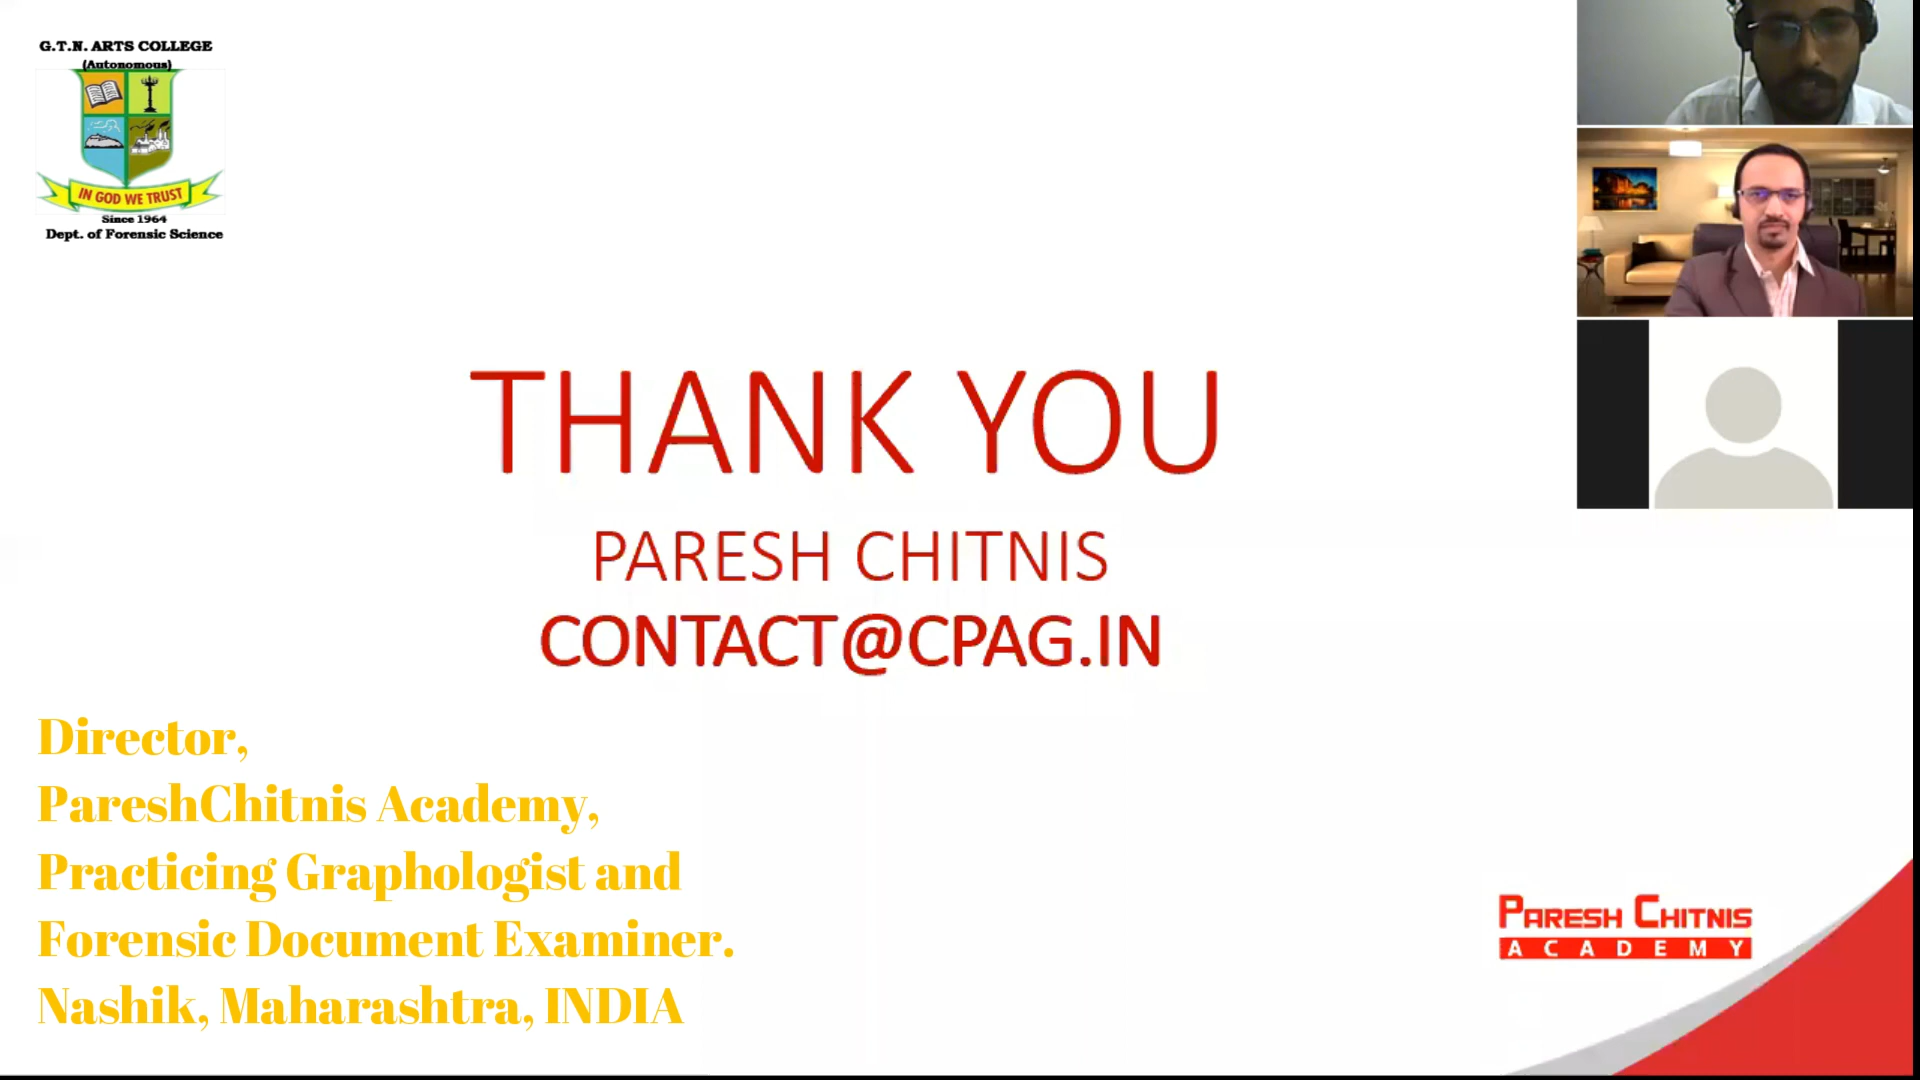 G.T.N. ARTS COLLEGE
(Autonomous)
IN GOD WE TRUST
Since 1964
Dept. of Forensic Science
THANK YOU
PARESH CHITNIS
CONTACT@CPAG.IN
Director,
PareshChitnis Academy,
Practicing Graphologist and
Forensic Document Examiner.
Nashik, Maharashtra, INDIA
PARESH CHITNIS
ACADEMY